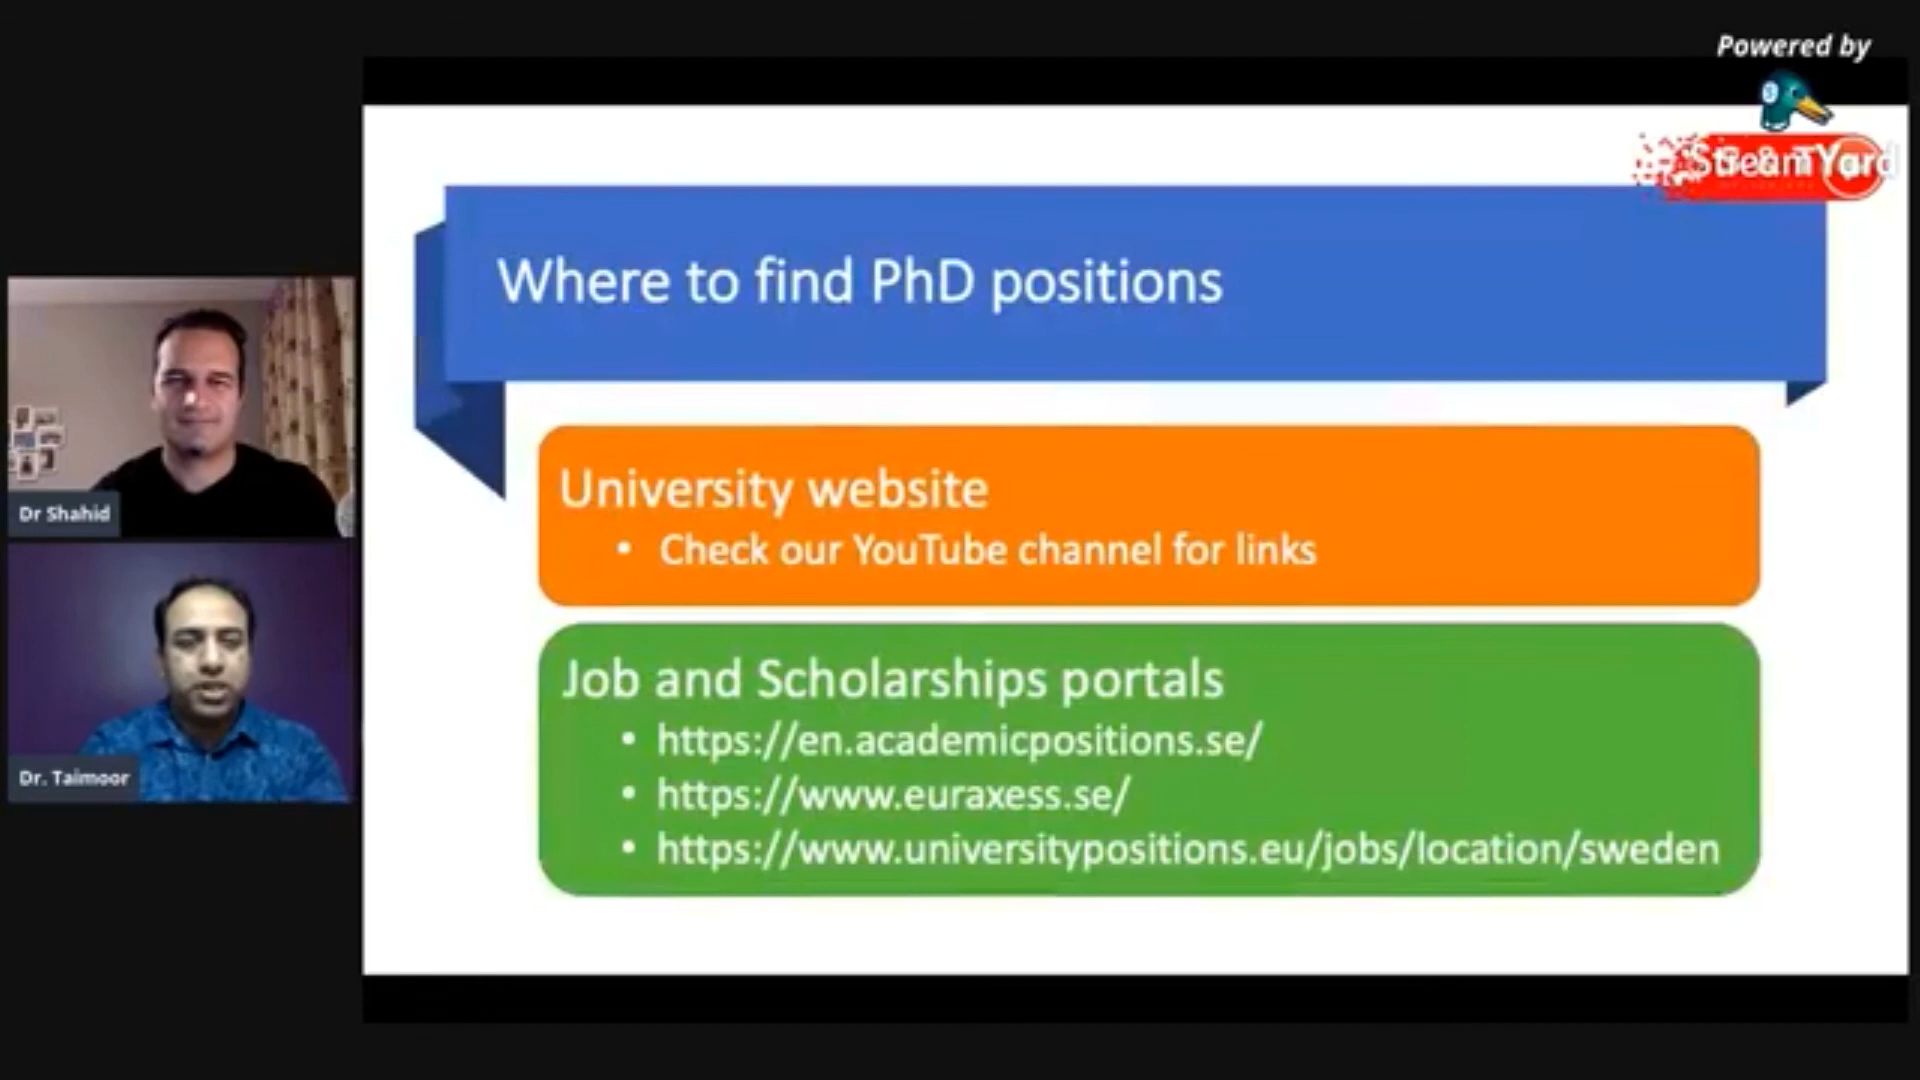 Powered by
StreamYard
Where to find PhD positions
University website
• Check our YouTube channel for links
Job and Scholarships portals
• https://en.academicpositions.se/
• https://www.euraxess.se/
• https://www.universitypositions.eu/jobs/location/sweden
Dr Shahid
Dr. Taimoor